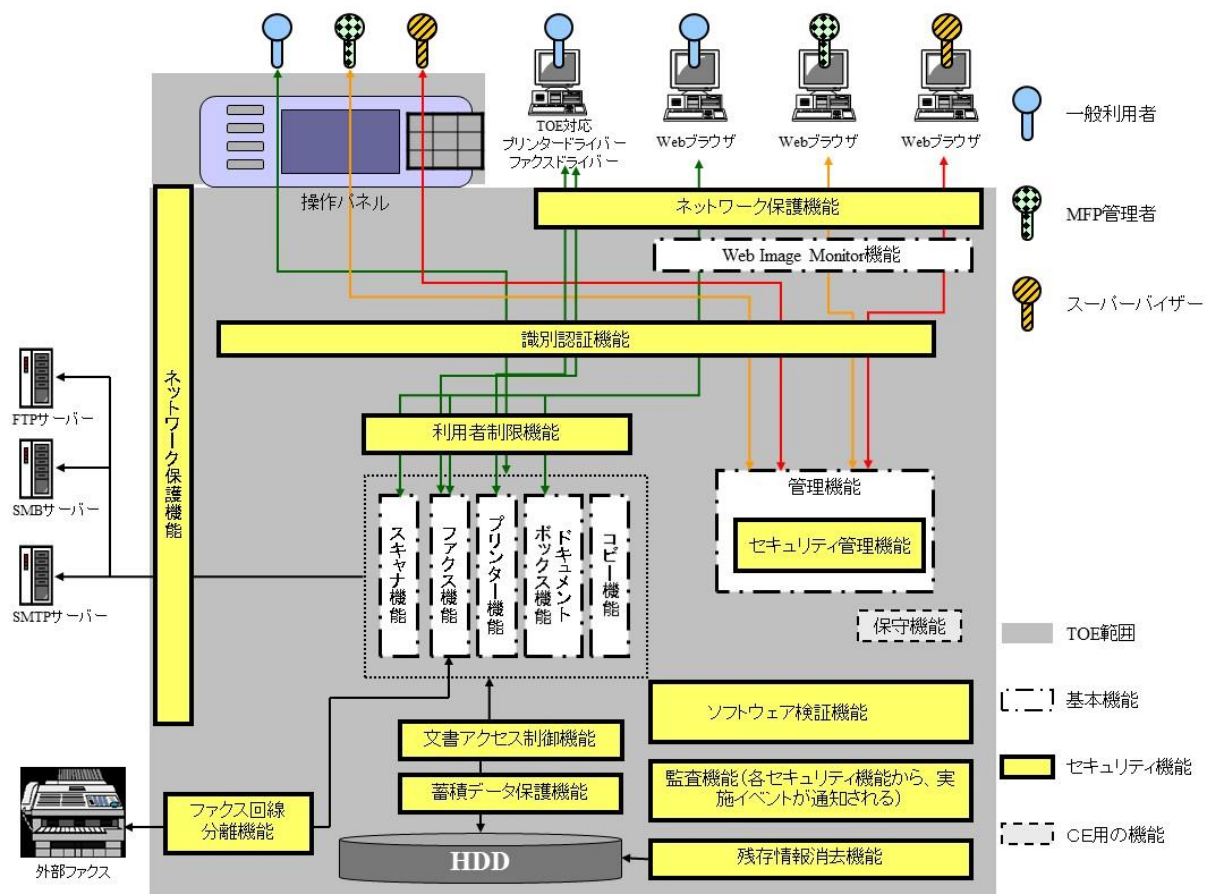 TOE対応
プリンタードライバー
ファクスドライバー
Webブラウザ
Webブラウザ
Webブラウザ
一般利用者
MFP管理者
スーパーバイザー
操作パネル
ネットワーク保護機能
Web Image Monitor機能
識別認証機能
ネットワーク保護機能
FTPサーバー
SMBサーバー
SMTPサーバー
利用者制限機能
スキャナ機能
ファクス機能
プリンター機能
ドキュメント
ボックス機能
コピー機能
管理機能
セキュリティ管理機能
保守機能
TOE範囲
基本機能
セキュリティ機能
CE用の機能
ソフトウェア検証機能
文書アクセス制御機能
監査機能(各セキュリティ機能から、実
施イベントが通知される)
蓄積データ保護機能
ファクス回線
分離機能
外部ファクス
HDD
残存情報消去機能